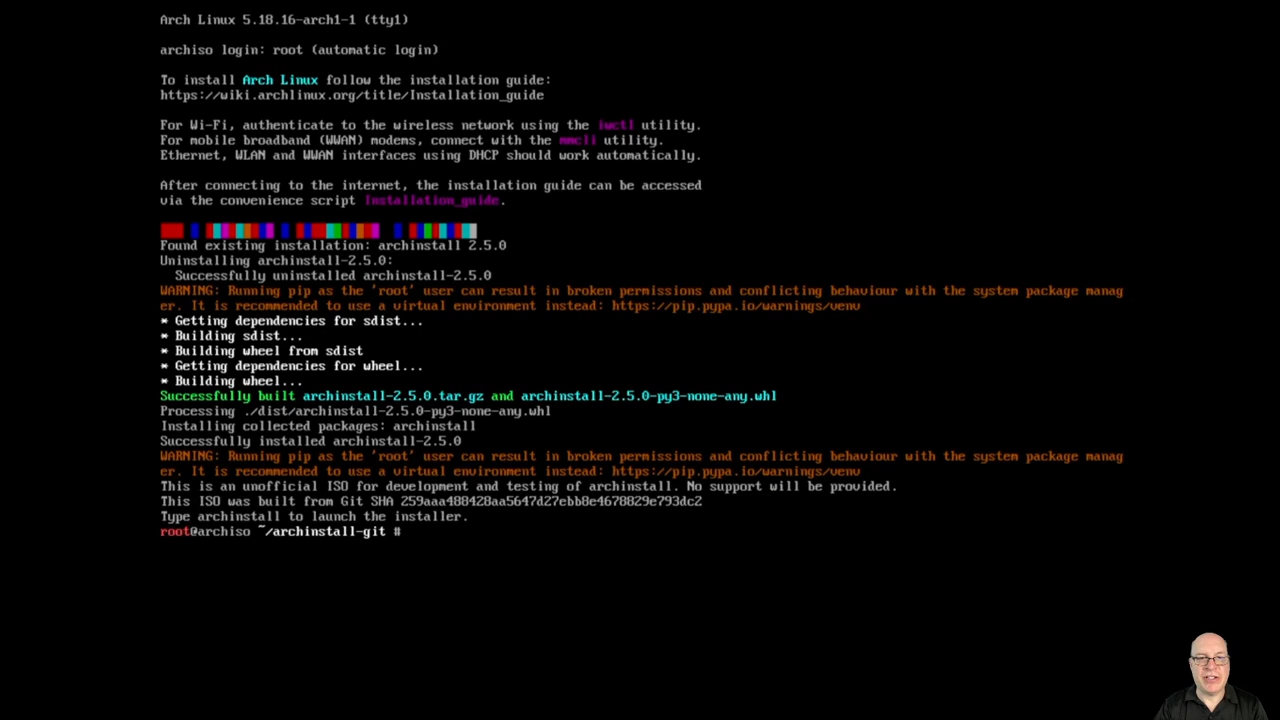 Arch Linux 5.18.16-arch1-1 (tty1)
archiso login: root (automatic login)
To install Arch Linux follow the installation guide:
https://wiki.archlinux.org/title/Installation_guide
For Wi-Fi, authenticate to the wireless network using the iwctl utility.
For mobile broadband (WWAN) modems, connect with the mmcli utility.
Ethernet, WLAN and WWAN interfaces using DHCP should work automatically.
After connecting to the internet, the installation guide can be accessed
via the convenience script Installation_guide.
Found existing installation: archinstall 2.5.0
Uninstalling archinstall-2.5.0:
Successfully uninstalled archinstall-2.5.0
WARNING: Running pip as the 'root' user can result in broken permissions and conflicting behaviour with the system package manag
er. It is recommended to use a virtual environment instead: https://pip.pypa.io/warnings/venv
* Getting dependencies for sdist...
* Building sdist...
* Building wheel from sdist
* Getting dependencies for wheel...
* Building wheel...
Successfully built archinstall-2.5.0.tar.gz and archinstall-2.5.0-py3-none-any.whl
Processing ./dist/archinstall-2.5.0-py3-none-any.whl
Installing collected packages: archinstall
Successfully installed archinstall-2.5.0
WARNING: Running pip as the 'root' user can result in broken permissions and conflicting behaviour with the system package manag
er. It is recommended to use a virtual environment instead: https://pip.pypa.io/warnings/venv
This is an unofficial ISO for development and testing of archinstall. No support will be provided.
This ISO was built from Git SHA 259aaa488428aa5647d27ebb8e4678829e793dc2
Type archinstall to launch the installer.
root@archiso ~/archinstall-git #